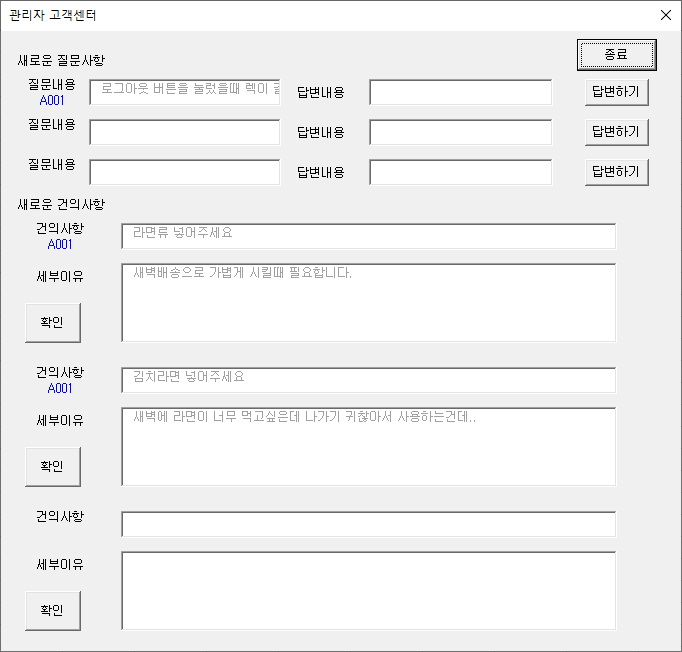 관리자 고객센터
새로운 질문사항
종료
질문내용
A001
로그아웃 버튼을 눌렀을때 렉이
답변내용
답변하기
질문내용
답변내용
답변하기
질문내용
답변내용
답변하기
새로운 건의사항
건의사항
A001
라면류 넣어주세요
세부이유
새벽배송으로 가볍게 시킬때 필요합니다.
확인
건의사항
A001
김치라면 넣어주세요
세부이유
새벽에 라면이 너무 먹고싶은데 나가기 귀찮아서 사용하는건데..
확인
건의사항
세부이유
확인